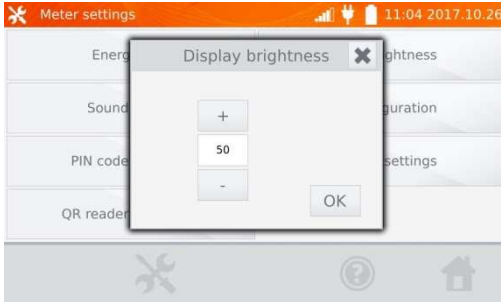 Meter settings 11:04 2017.10.26
Energ
Display brightness
ghtness
Sound
+
guration
50
PIN code
settings
-
OK
QR reader